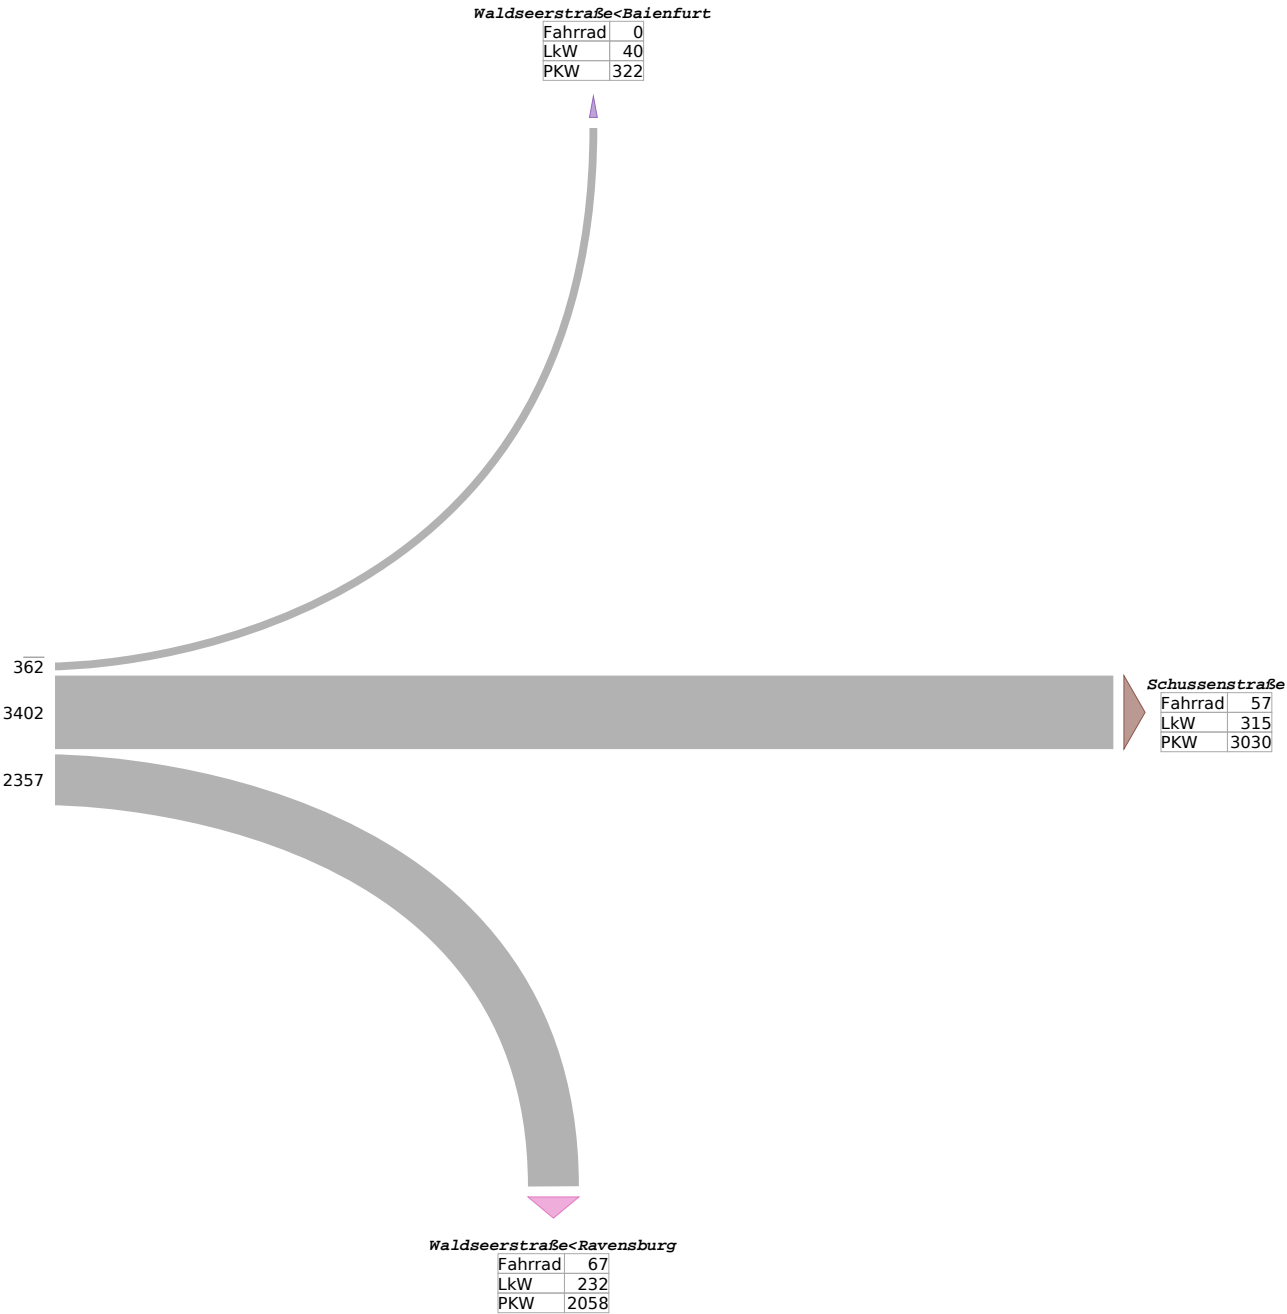 Waldseerstraße<Baienfurt
Fahrrad 0
LkW 40
PKW 322
362
3402
2357
Schussenstraße
Fahrrad 57
LkW 315
PKW 3030
Waldseerstraße<Ravensburg
Fahrrad 67
LkW 232
PKW 2058